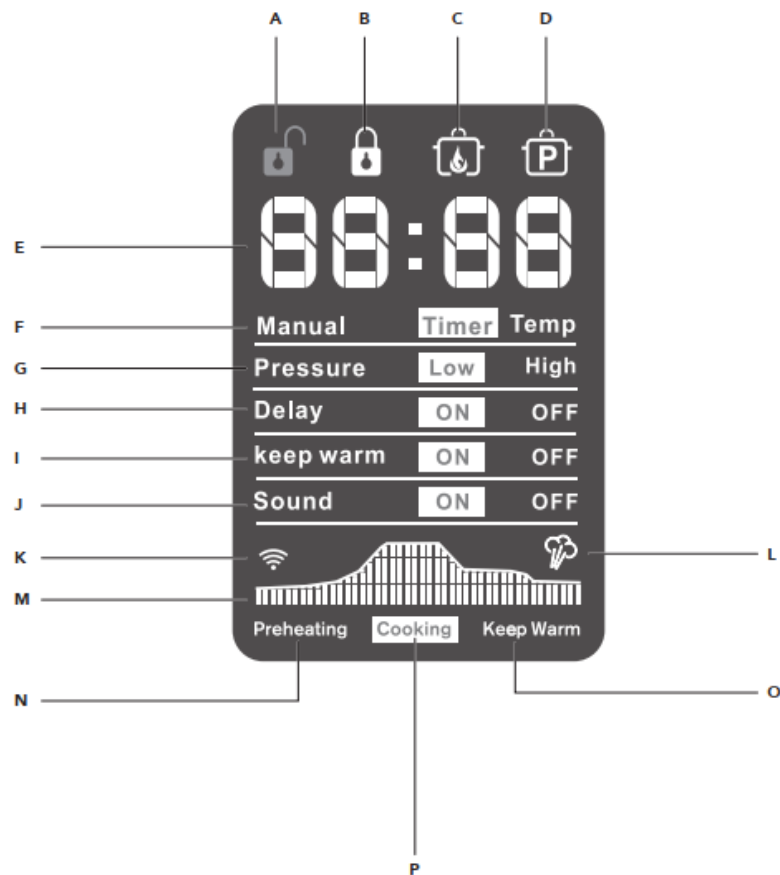 A B C D
P
E 88:88
F Manual Timer Temp
G Pressure Low High
H Delay ON OFF
I keep warm ON OFF
J Sound ON OFF
K L
M
Preheating Cooking Keep Warm
N O
P